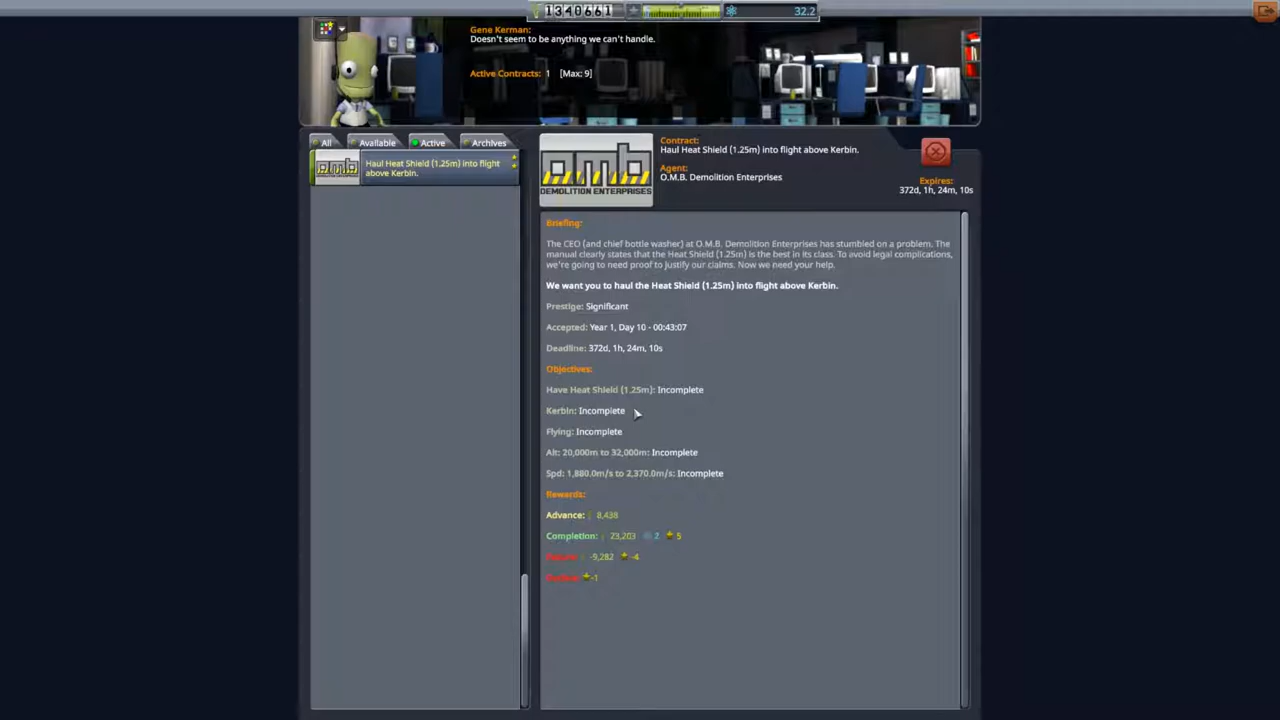 1340661
32.2
Gene Kerman:
Doesn't seem to be anything we can't handle.
Active Contracts: 1 [Max: 9]
All
Available
Active
Archives
Haul Heat Shield (1.25m) into flight
above Kerbin.
omb
DEMOLITION ENTERPRISES
Contract:
Haul Heat Shield (1.25m) into flight above Kerbin.
Agent:
O.M.B. Demolition Enterprises
Expires:
372d, 1h, 24m, 10s
Briefing:
The CEO (and chief bottle washer) at O.M.B. Demolition Enterprises has stumbled on a problem. The
manual clearly states that the Heat Shield (1.25m) is the best in its class. To avoid legal complications,
we're going to need proof to justify our claims. Now we need your help.
We want you to haul the Heat Shield (1.25m) into flight above Kerbin.
Prestige: Significant
Accepted: Year 1, Day 10 - 00:43:07
Deadline: 372d, 1h, 24m, 10s
Objectives:
Have Heat Shield (1.25m): Incomplete
Kerbin: Incomplete
Flying: Incomplete
Alt: 20,000m to 32,000m: Incomplete
Spd: 1,880.0m/s to 2,370.0m/s: Incomplete
Rewards:
Advance: 8,438
Completion: 23,203 2 5
-9,282 -4
-1